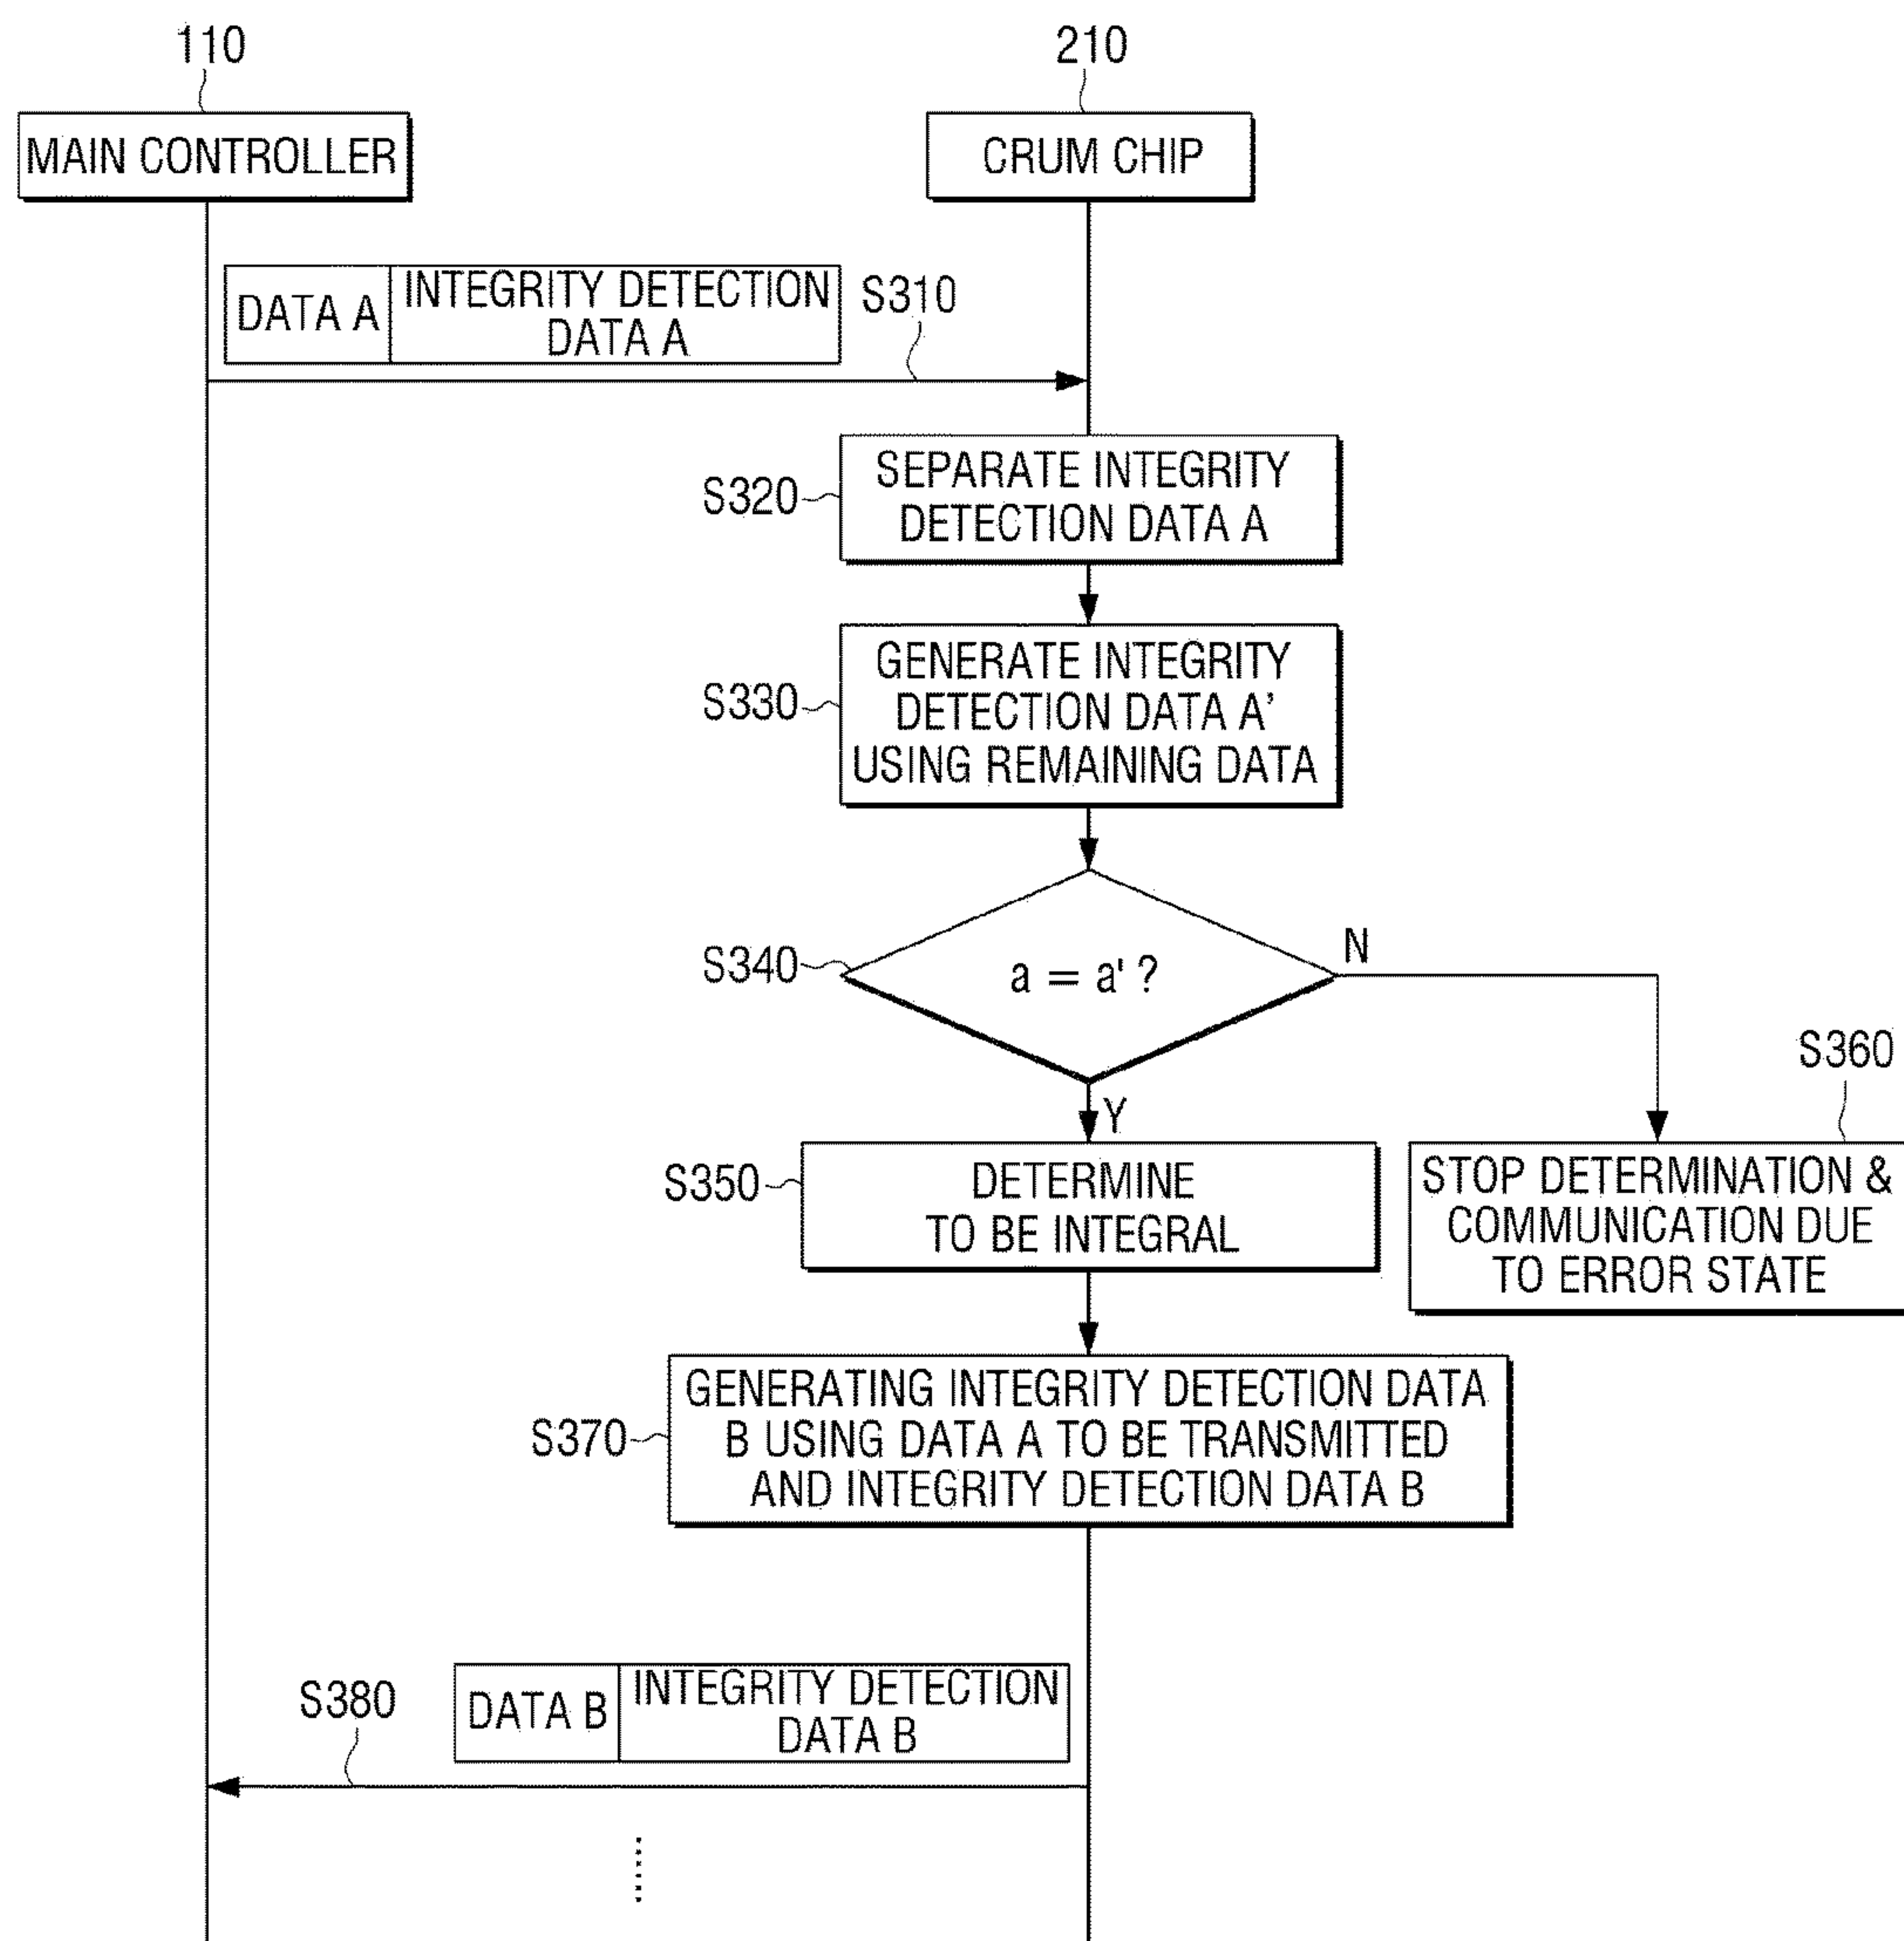 110
210
MAIN CONTROLLER
CRUM CHIP
DATA A
INTEGRITY DETECTION
DATA A
S310
S320
SEPARATE INTEGRITY
DETECTION DATA A
S330
GENERATE INTEGRITY
DETECTION DATA A'
USING REMAINING DATA
S340
a = a' ?
N
Y
S360
S350
DETERMINE
TO BE INTEGRAL
STOP DETERMINATION &
COMMUNICATION DUE
TO ERROR STATE
S370
GENERATING INTEGRITY DETECTION DATA
B USING DATA A TO BE TRANSMITTED
AND INTEGRITY DETECTION DATA B
S380
DATA B
INTEGRITY DETECTION
DATA B